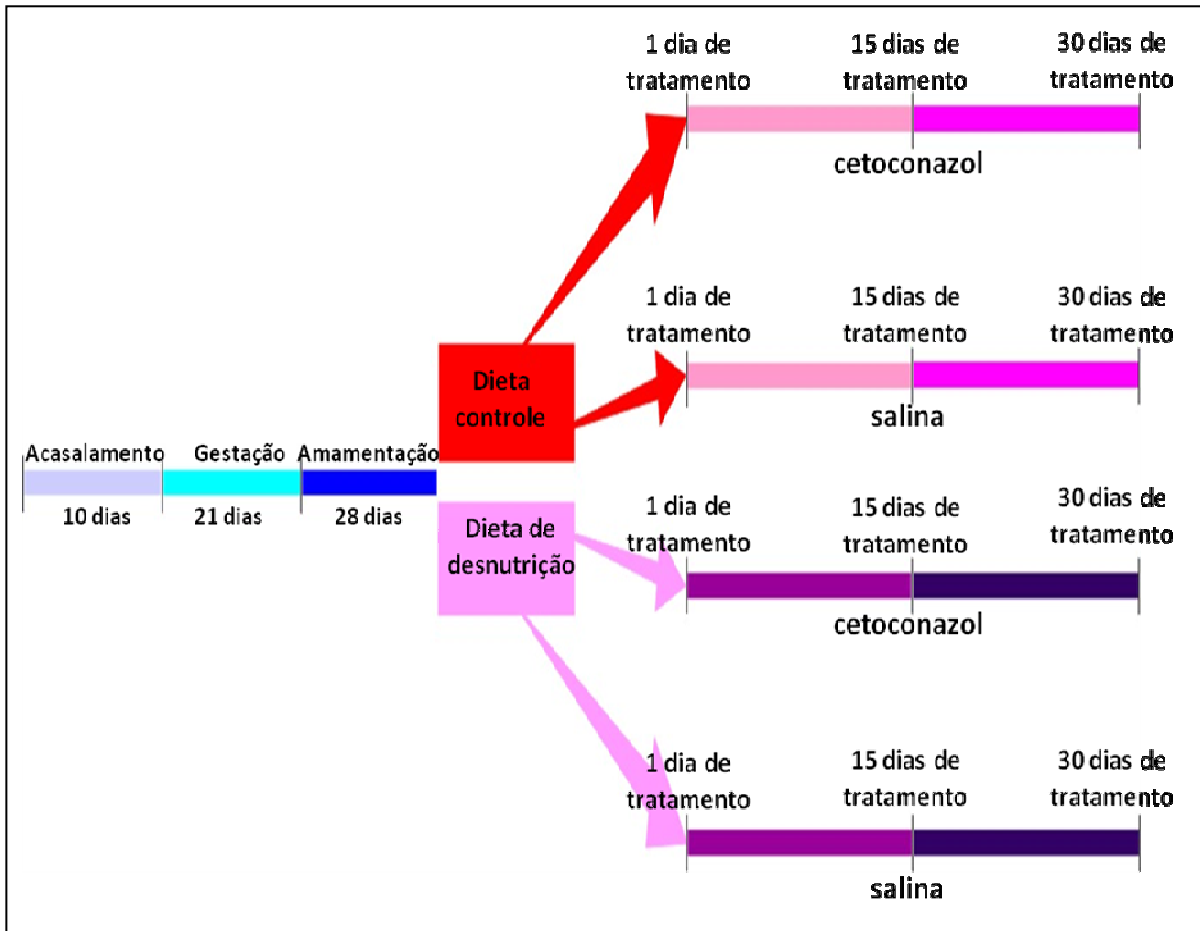 1 dia de
tratamento
15 dias de
tratamento
30 dias de
tratamento
cetoconazol
1 dia de
tratamento
15 dias de
tratamento
30 dias de
tratamento
salina
Dieta
controle
Acasalamento
Gestação
Amamentação
10 dias
21 dias
28 dias
Dieta de
desnutrição
1 dia de
tratamento
15 dias de
tratamento
30 dias de
tratamento
cetoconazol
1 dia de
tratamento
15 dias de
tratamento
30 dias de
tratamento
salina